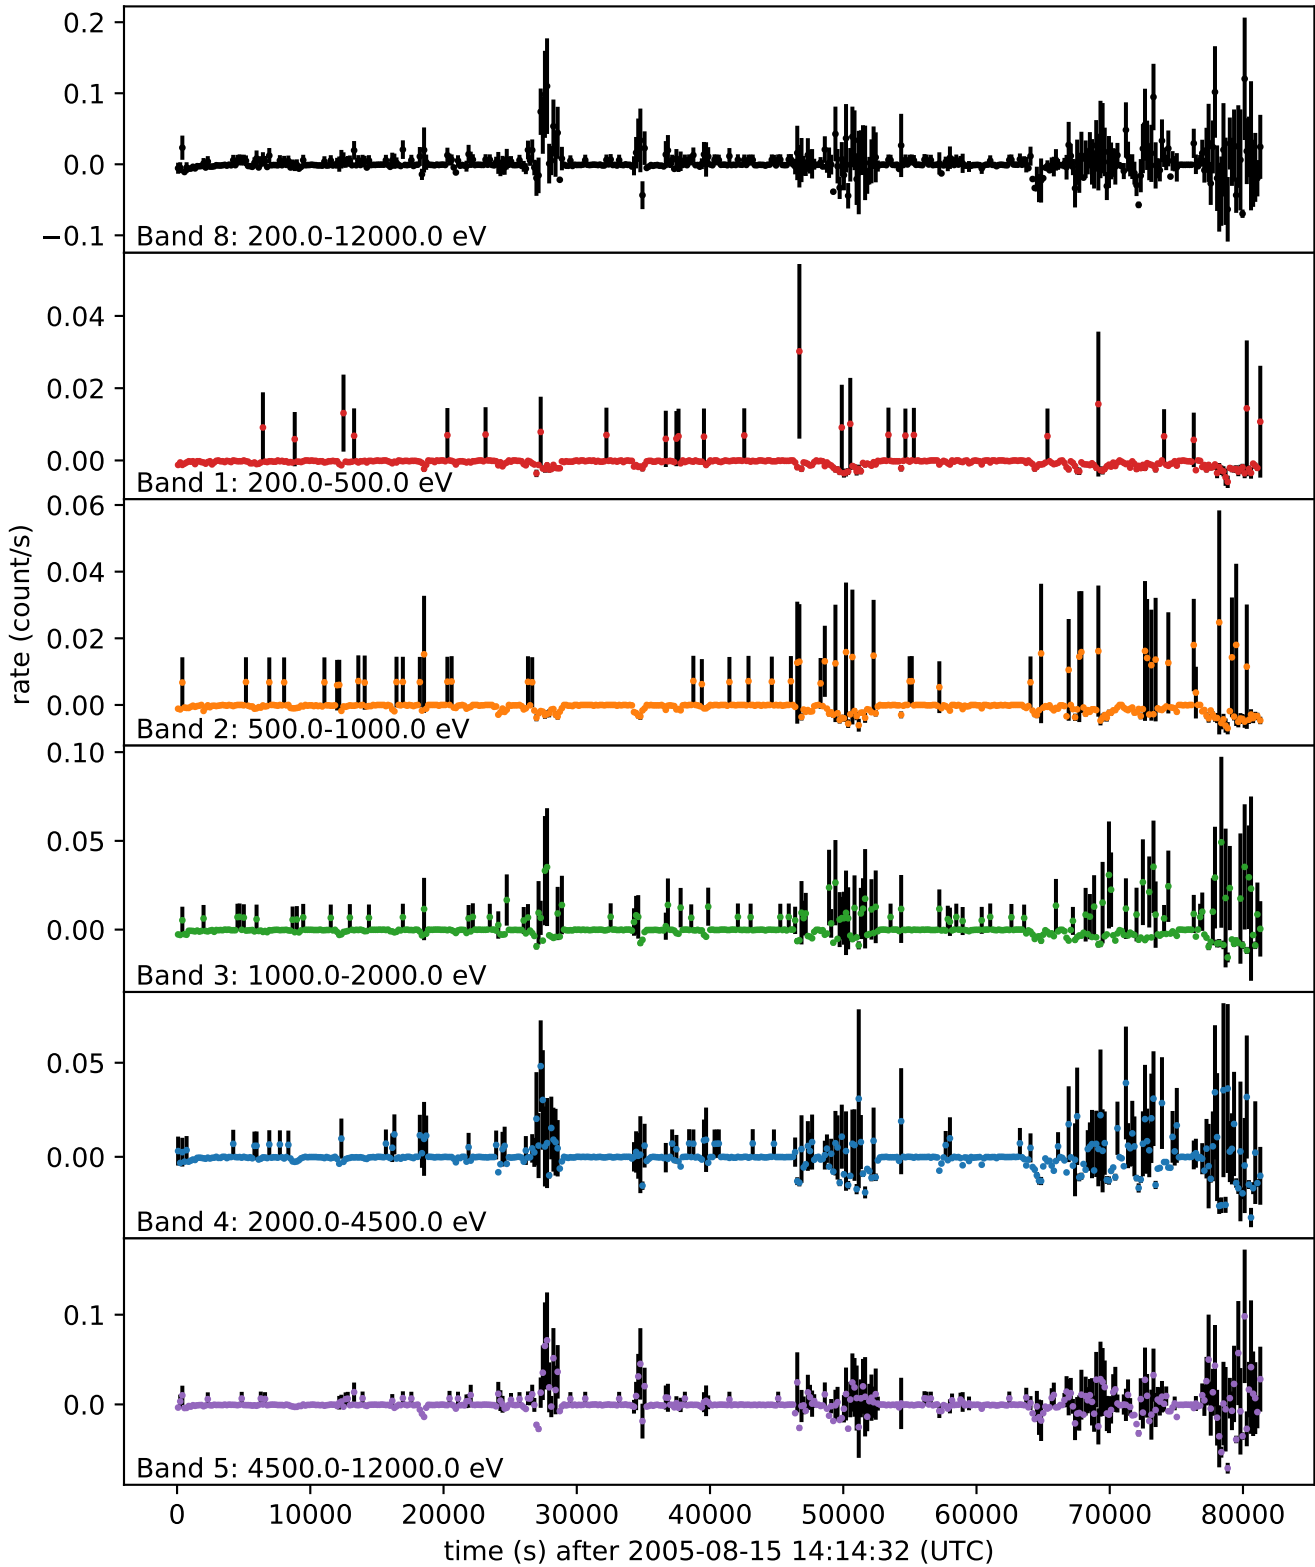 0.2
0.1
0.0
−0.1
Band 8: 200.0-12000.0 eV
0.04
0.02
0.00
Band 1: 200.0-500.0 eV
0.06
0.04
0.02
0.00
Band 2: 500.0-1000.0 eV
rate (count/s)
0.10
0.05
0.00
Band 3: 1000.0-2000.0 eV
0.05
0.00
Band 4: 2000.0-4500.0 eV
0.1
0.0
Band 5: 4500.0-12000.0 eV
0 10000 20000 30000 40000 50000 60000 70000 80000
time (s) after 2005-08-15 14:14:32 (UTC)